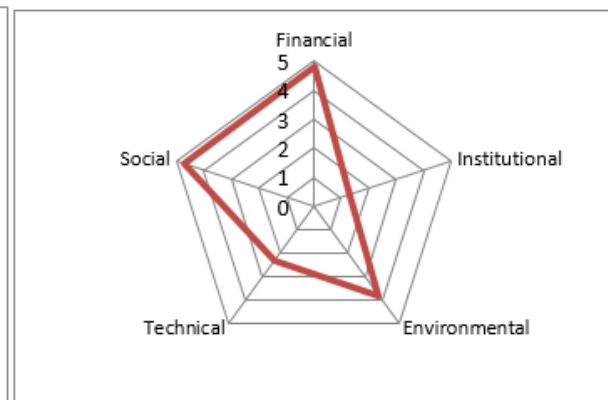 Financial
5
4
3
2
1
0
Social
Institutional
Technical
Environmental